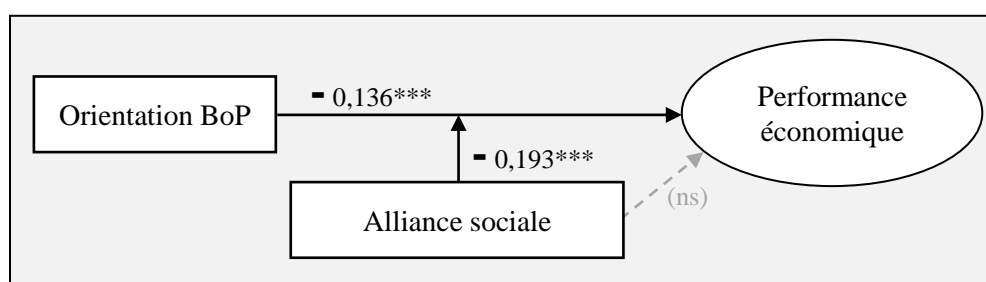 - 0,136***
Orientation BoP
Performance
économique
- 0,193***
(ns)
Alliance sociale